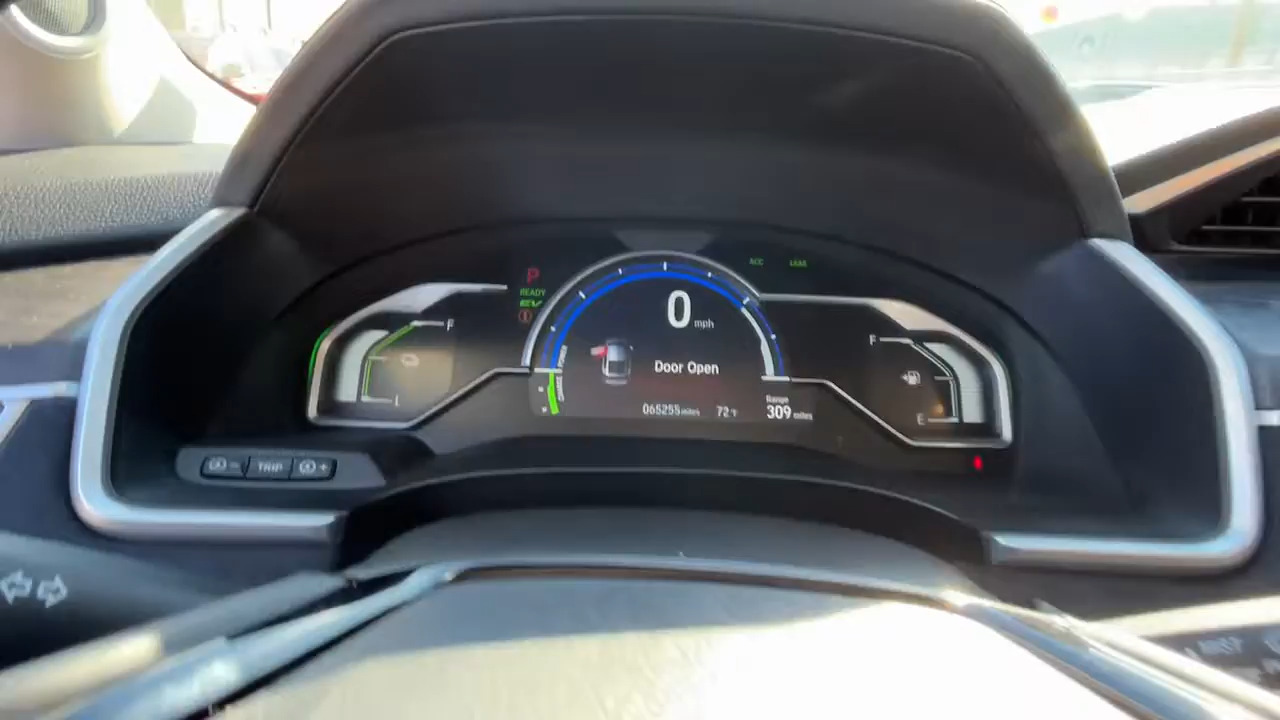 P
READY
EV
ACC
LKAS
0 mph
F
F
Door Open
L
E
065255 miles
72°F
Range
309 miles
TRIP